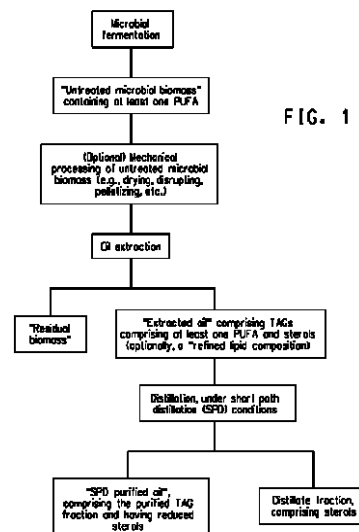 Microbial
fermentation
"Untreated microbial biomass"
containing at least one PUFA
FIG. 1
(Optional) Mechanical
processing of untreated microbial
biomass (e.g., drying, disrupting,
pelletizing, etc.)
Oil extraction
"Residual
biomass"
"Extracted oil" comprising TAGs
comprising at least one PUFA and sterols
(optionally, a "refined lipid composition)
Distillation, under short path
distillation (SPD) conditions
"SPD purified oil",
comprising the purified TAG
fraction and having reduced
sterols
Distillate fraction,
comprising sterols